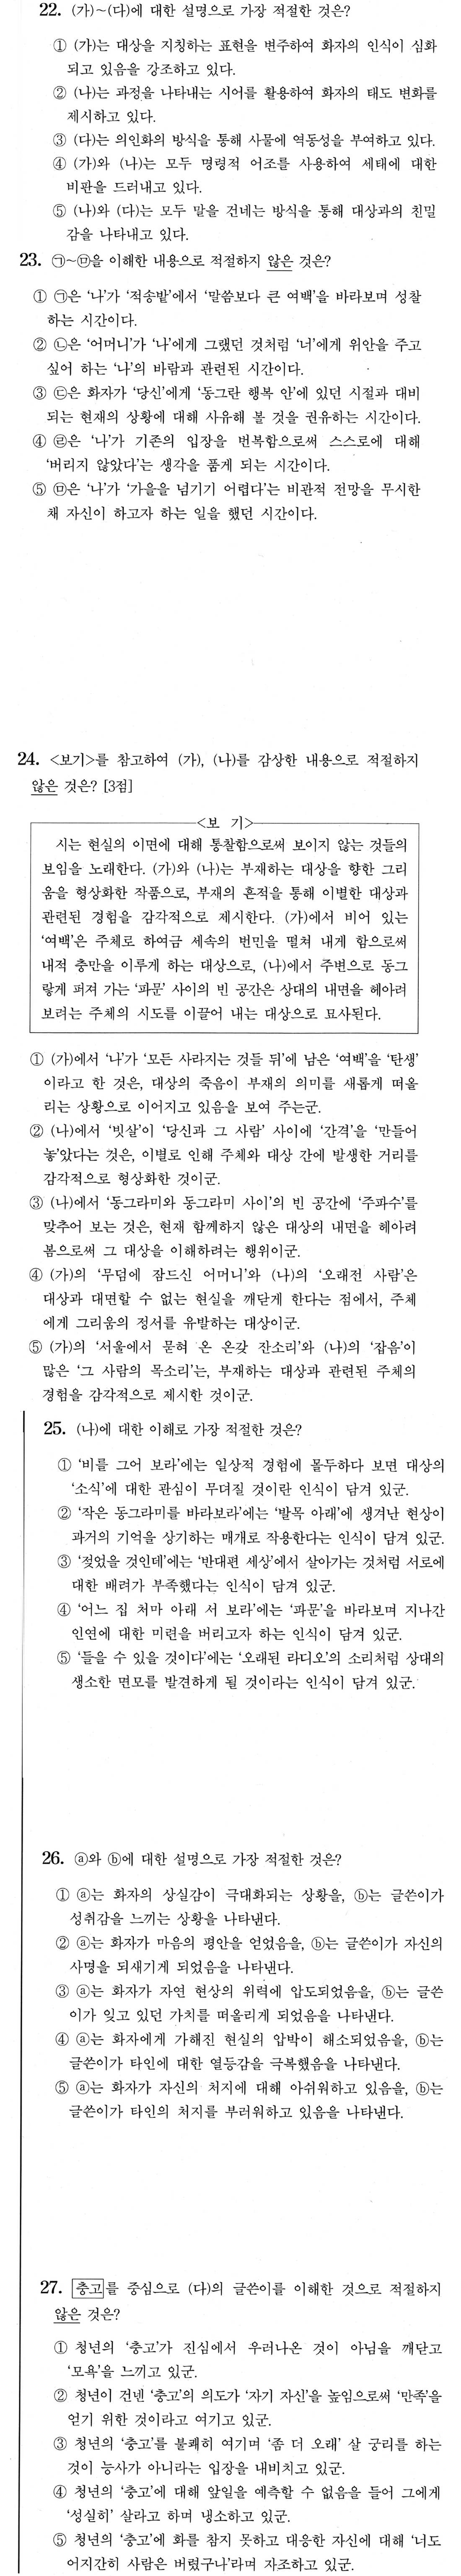 22. (가)~(다)에 대한 설명으로 가장 적절한 것은?
① (가)는 대상을 지칭하는 표현을 변주하여 화자의 인식이 심화
되고 있음을 강조하고 있다.
② (나)는 과정을 나타내는 시어를 활용하여 화자의 태도 변화를
제시하고 있다.
③ (다)는 의인화의 방식을 통해 사물에 역동성을 부여하고 있다.
④ (가)와 (나)는 모두 명령적 어조를 사용하여 세태에 대한
비판을 드러내고 있다.
⑤ (나)와 (다)는 모두 말을 건네는 방식을 통해 대상과의 친밀
감을 나타내고 있다.
23. ㉠~㉤을 이해한 내용으로 적절하지 않은 것은?
① ㉠은 '나'가 '적송밭'에서 '말씀보다 큰 여백'을 바라보며 성찰
하는 시간이다.
② ㉡은 '어머니'가 '나'에게 그랬던 것처럼 '너'에게 위안을 주고
싶어 하는 '나'의 바람과 관련된 시간이다.
③ ㉢은 화자가 '당신'에게 '동그란 행복 안'에 있던 시절과 대비
되는 현재의 상황에 대해 사유해 볼 것을 권유하는 시간이다.
④ ㉣은 '나'가 기존의 입장을 번복함으로써 스스로에 대해
'버리지 않았다'는 생각을 품게 되는 시간이다.
⑤ ㉤은 '나'가 '가을을 넘기기 어렵다'는 비관적 전망을 무시한
채 자신이 하고자 하는 일을 했던 시간이다.
24. <보기>를 참고하여 (가), (나)를 감상한 내용으로 적절하지
않은 것은? [3점]
<보 기>
시는 현실의 이면에 대해 통찰함으로써 보이지 않는 것들의
보임을 노래한다. (가)와 (나)는 부재하는 대상을 향한 그리
움을 형상화한 작품으로, 부재의 흔적을 통해 이별한 대상과
관련된 경험을 감각적으로 제시한다. (가)에서 비어 있는
'여백'은 주체로 하여금 세속의 번민을 떨쳐 내게 함으로써
내적 충만을 이루게 하는 대상으로, (나)에서 주변으로 동그
랗게 퍼져 가는 '파문' 사이의 빈 공간은 상대의 내면을 헤아려
보려는 주체의 시도를 이끌어 내는 대상으로 묘사된다.
① (가)에서 '나'가 '모든 사라지는 것들 뒤'에 남은 '여백'을 '탄생'
이라고 한 것은, 대상의 죽음이 부재의 의미를 새롭게 떠올
리는 상황으로 이어지고 있음을 보여 주는군.
② (나)에서 '빗살'이 '당신과 그 사람' 사이에 '간격'을 '만들어
놓'았다는 것은, 이별로 인해 주체와 대상 간에 발생한 거리를
감각적으로 형상화한 것이군.
③ (나)에서 '동그라미와 동그라미 사이'의 빈 공간에 '주파수'를
맞추어 보는 것은, 현재 함께하지 않은 대상의 내면을 헤아려
봄으로써 그 대상을 이해하려는 행위이군.
④ (가)의 '무덤에 잠드신 어머니'와 (나)의 '오래전 사람'은
대상과 대면할 수 없는 현실을 깨닫게 한다는 점에서, 주체
에게 그리움의 정서를 유발하는 대상이군.
⑤ (가)의 '서울에서 묻혀 온 온갖 잔소리'와 (나)의 '잡음'이
많은 '그 사람의 목소리'는, 부재하는 대상과 관련된 주체의
경험을 감각적으로 제시한 것이군.
25. (나)에 대한 이해로 가장 적절한 것은?
① '비를 그어 보라'에는 일상적 경험에 몰두하다 보면 대상의
'소식'에 대한 관심이 무뎌질 것이란 인식이 담겨 있군.
② '작은 동그라미를 바라보라'에는 '발목 아래'에 생겨난 현상이
과거의 기억을 상기하는 매개로 작용한다는 인식이 담겨 있군.
③ '젖었을 것인데'에는 '반대편 세상'에서 살아가는 것처럼 서로에
대한 배려가 부족했다는 인식이 담겨 있군.
④ '어느 집 처마 아래 서 보라'에는 '파문'을 바라보며 지나간
인연에 대한 미련을 버리고자 하는 인식이 담겨 있군.
⑤ '들을 수 있을 것이다'에는 '오래된 라디오'의 소리처럼 상대의
생소한 면모를 발견하게 될 것이라는 인식이 담겨 있군.
26. ⓐ와 ⓑ에 대한 설명으로 가장 적절한 것은?
① ⓐ는 화자의 상실감이 극대화되는 상황을, ⓑ는 글쓴이가
성취감을 느끼는 상황을 나타낸다.
② ⓐ는 화자가 마음의 평안을 얻었음을, ⓑ는 글쓴이가 자신의
사명을 되새기게 되었음을 나타낸다.
③ ⓐ는 화자가 자연 현상의 위력에 압도되었음을, ⓑ는 글쓴
이가 잊고 있던 가치를 떠올리게 되었음을 나타낸다.
④ ⓐ는 화자에게 가해진 현실의 압박이 해소되었음을, ⓑ는
글쓴이가 타인에 대한 열등감을 극복했음을 나타낸다.
⑤ ⓐ는 화자가 자신의 처지에 대해 아쉬워하고 있음을, ⓑ는
글쓴이가 타인의 처지를 부러워하고 있음을 나타낸다.
27. 충고를 중심으로 (다)의 글쓴이를 이해한 것으로 적절하지
않은 것은?
① 청년의 '충고'가 진심에서 우러나온 것이 아님을 깨닫고
'모욕'을 느끼고 있군.
② 청년이 건넨 '충고'의 의도가 '자기 자신'을 높임으로써 '만족'을
얻기 위한 것이라고 여기고 있군.
③ 청년의 '충고'를 불쾌히 여기며 '좀 더 오래' 살 궁리를 하는
것이 능사가 아니라는 입장을 내비치고 있군.
④ 청년의 '충고'에 대해 앞일을 예측할 수 없음을 들어 그에게
'성실히' 살라고 하며 냉소하고 있군.
⑤ 청년의 '충고'에 화를 참지 못하고 대응한 자신에 대해 '너도
어지간히 사람은 버렸구나'라며 자조하고 있군.